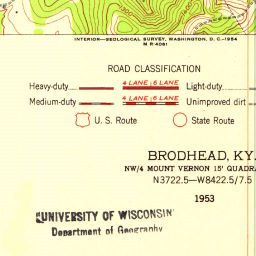 INTERIOR—GEOLOGICAL SURVEY, WASHINGTON, D. C.—1954
M R 4061
ROAD CLASSIFICATION
Heavy-duty 4 LANE 6 LANE Light-duty
Medium-duty 4 LANE 6 LANE Unimproved dirt
U. S. Route State Route
BRODHEAD, KY.
NW/4 MOUNT VERNON 15' QUADRA
N3722.5—W8422.5/7.5
1953
UNIVERSITY OF WISCONSIN
Department of Geography